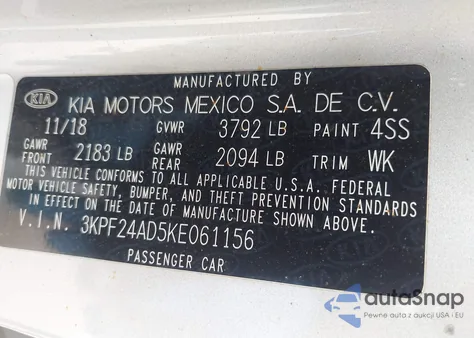 MANUFACTURED BY
KIA KIA MOTORS MEXICO S.A. DE C.V.
11/18 GVWR 3792 LB PAINT 4SS
GAWR FRONT 2183 LB GAWR REAR 2094 LB TRIM WK
THIS VEHICLE CONFORMS TO ALL APPLICABLE U.S.A. FEDERAL
MOTOR VEHICLE SAFETY, BUMPER, AND THEFT PREVENTION STANDARDS
IN EFFECT ON THE DATE OF MANUFACTURE SHOWN ABOVE.
V.I.N. 3KPF24AD5KE061156
PASSENGER CAR
autoSnap
Pewne auta z aukcji USA i EU